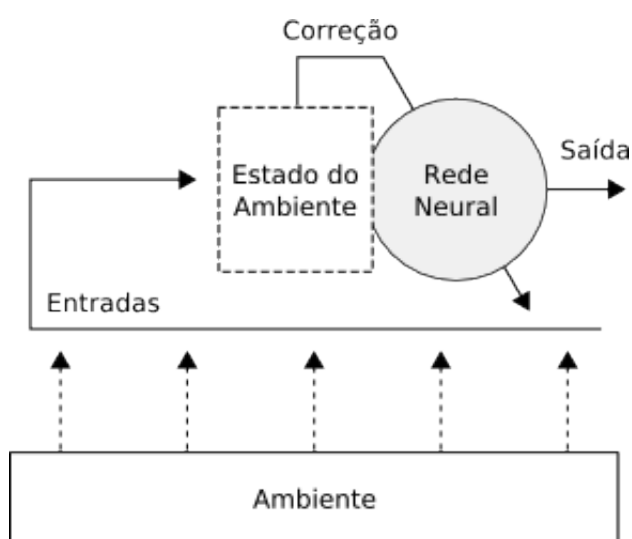 Correção
Estado do
Ambiente
Rede
Neural
Saída
Entradas
Ambiente